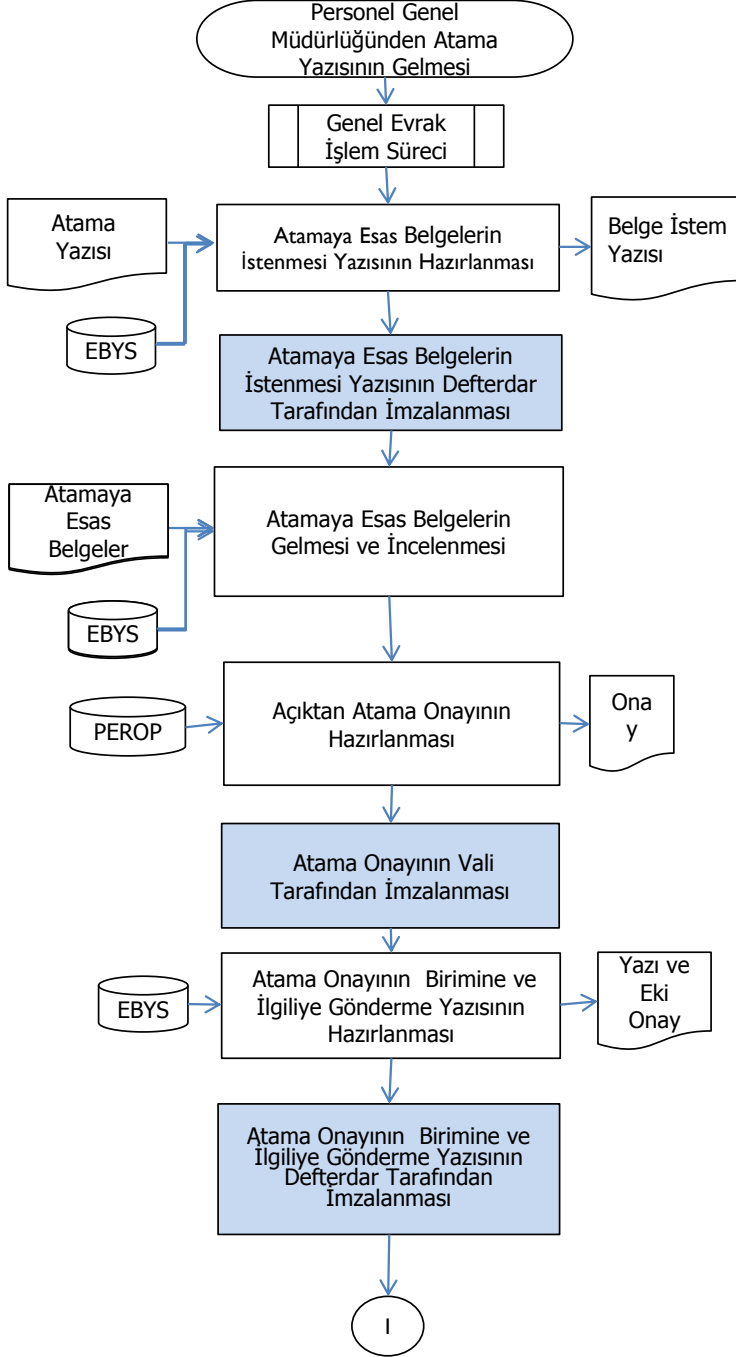 Personel Genel
Müdürlüğünden Atama
Yazısının Gelmesi
Genel Evrak
İşlem Süreci
Atama
Yazısı
Atamaya Esas Belgelerin
İstenmesi Yazısının Hazırlanması
Belge İstem
Yazısı
EBYS
Atamaya Esas Belgelerin
İstenmesi Yazısının Defterdar
Tarafından İmzalanması
Atamaya
Esas
Belgeler
Atamaya Esas Belgelerin
Gelmesi ve İncelenmesi
EBYS
PEROP
Açıktan Atama Onayının
Hazırlanması
Ona
y
Atama Onayının Vali
Tarafından İmzalanması
EBYS
Atama Onayının Birimine ve
İlgiliye Gönderme Yazısının
Hazırlanması
Yazı ve
Eki
Onay
Atama Onayının Birimine ve
İlgiliye Gönderme Yazısının
Defterdar Tarafından
İmzalanması
I